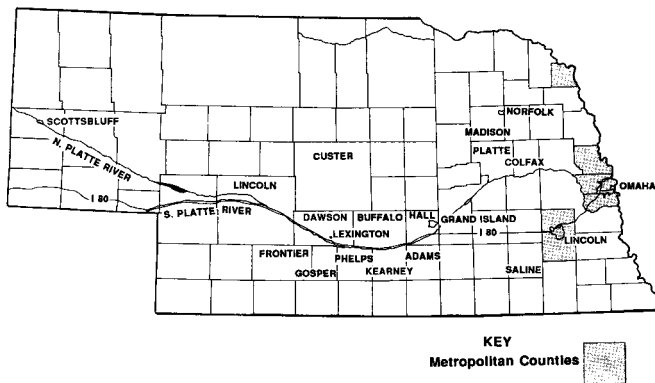 NORFOLK
SCOTTSBLUFF
MADISON
PLATTE
COLFAX
N. PLATTE RIVER
CUSTER
OMAHA
LINCOLN
I 80
S. PLATTE RIVER
DAWSON
BUFFALO
HALL
GRAND ISLAND
LEXINGTON
I 80
LINCOLN
FRONTIER
PHELPS
ADAMS
GOSPER
KEARNEY
SALINE
KEY
Metropolitan Counties